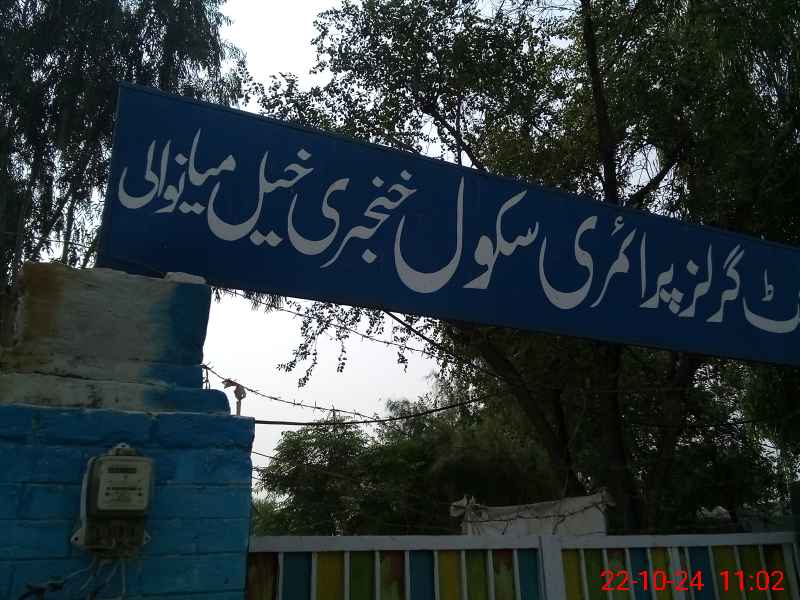 ٹ گرلز پرائمری سکول خنجری خیل میانوالی
22-10-24 11:02